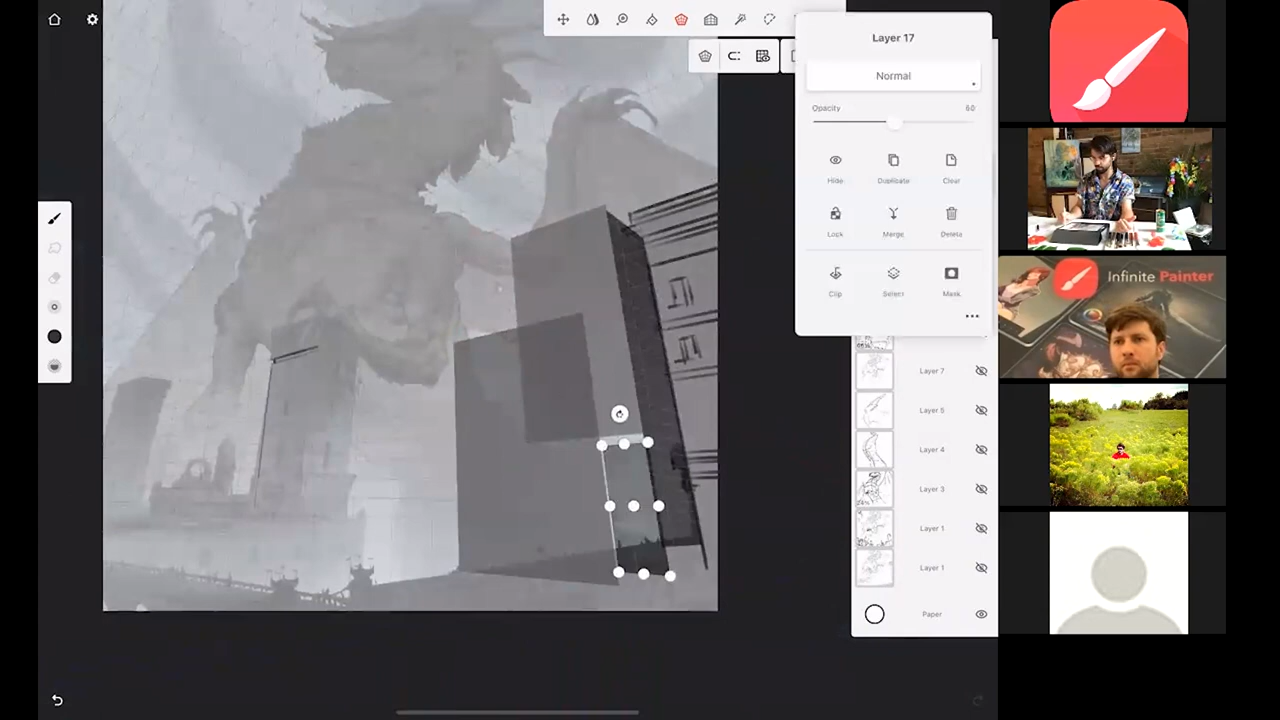 Layer 17
Normal
Opacity 60
Hide Duplicate Clear
Lock Merge Delete
Clip Select Mask
Layer 7
Layer 5
Layer 4
Layer 3
Layer 1
Layer 1
Paper
Infinite Painter